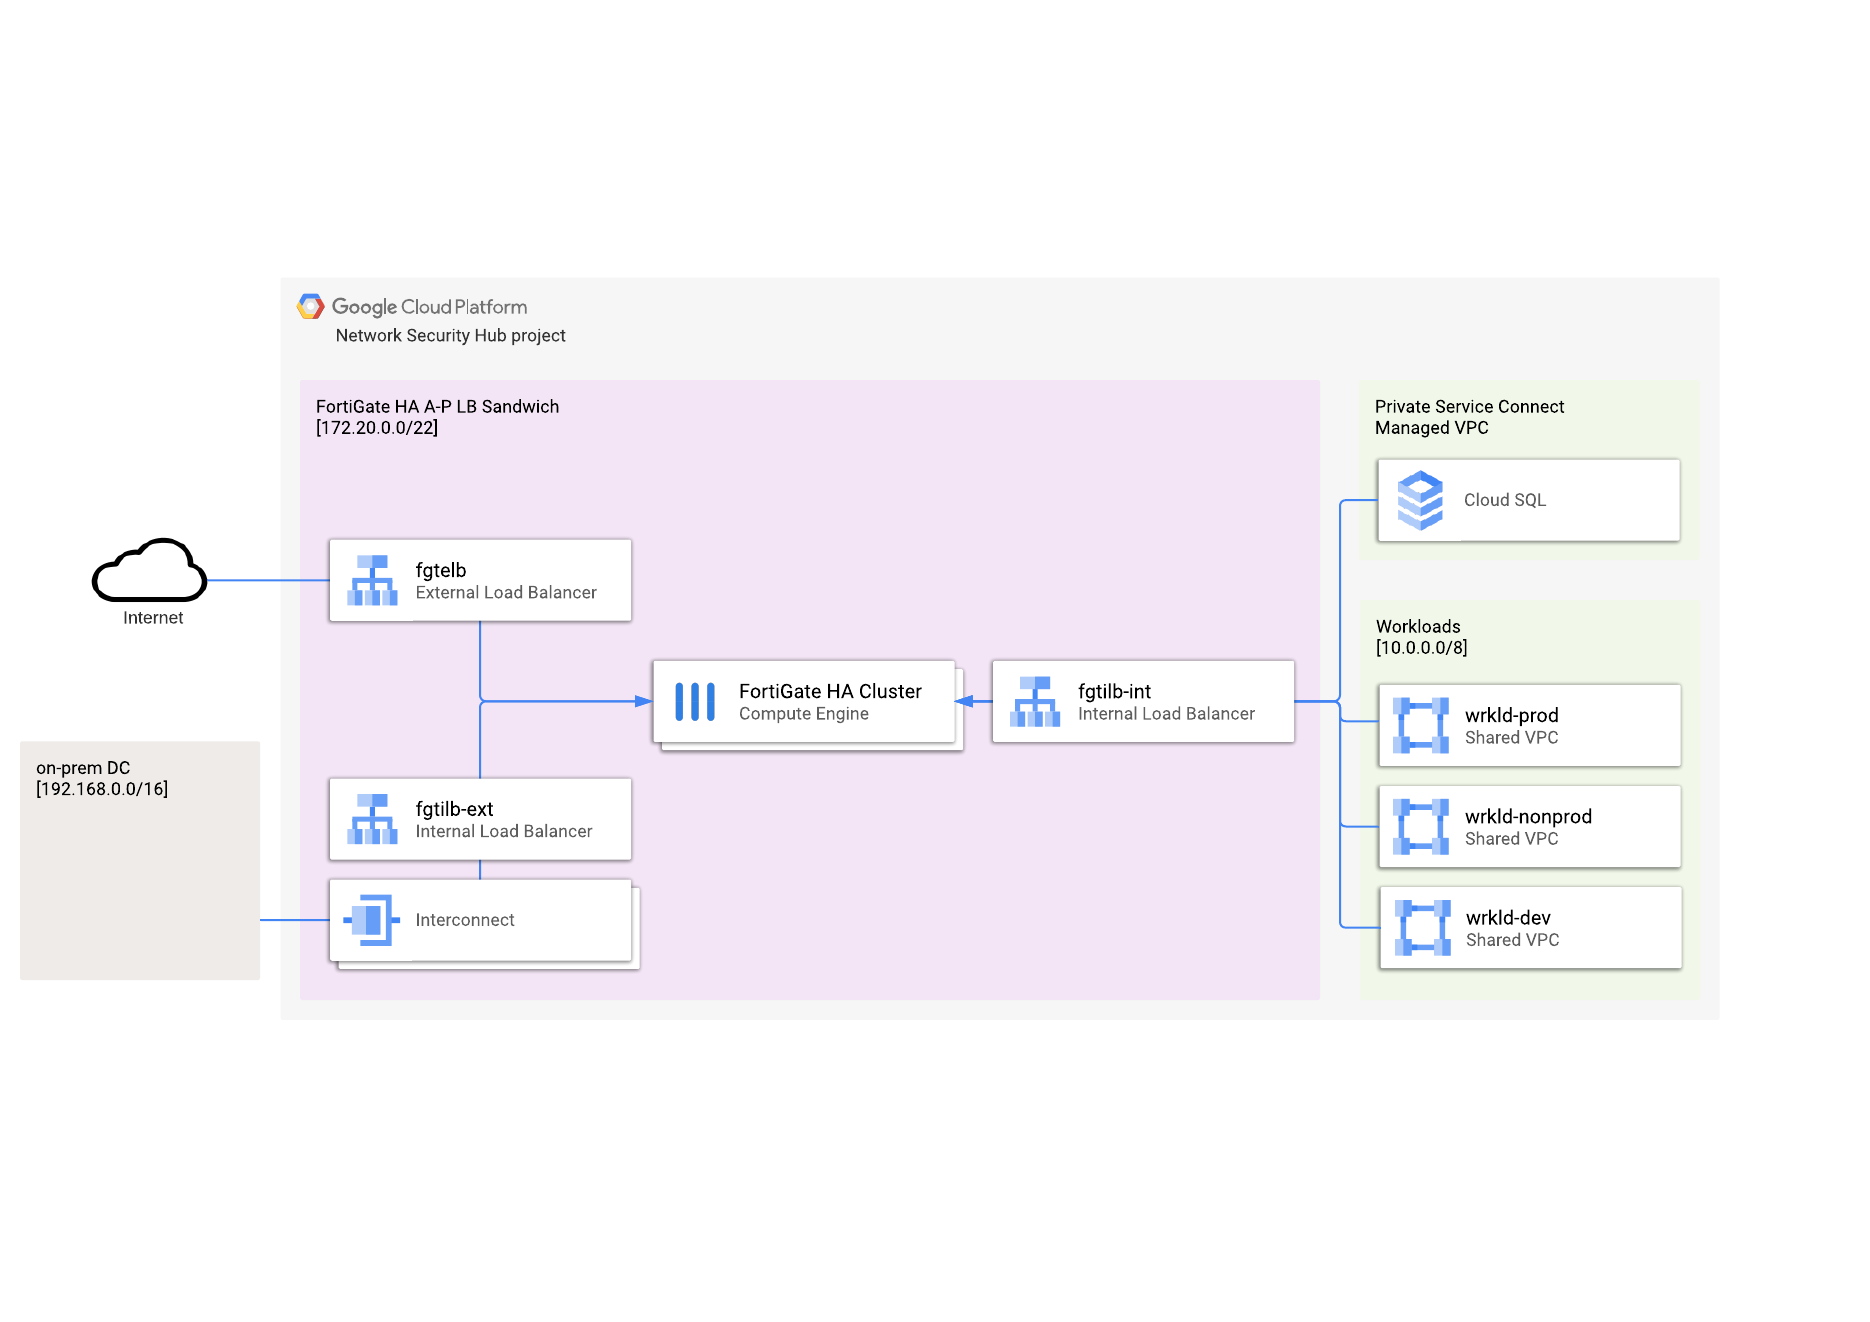 Google Cloud Platform
Network Security Hub project
FortiGate HA A-P LB Sandwich
[172.20.0.0/22]
Private Service Connect
Managed VPC
Cloud SQL
Internet
fgtelb
External Load Balancer
Workloads
[10.0.0.0/8]
FortiGate HA Cluster
Compute Engine
fgtilb-int
Internal Load Balancer
wrkld-prod
Shared VPC
on-prem DC
[192.168.0.0/16]
fgtilb-ext
Internal Load Balancer
wrkld-nonprod
Shared VPC
Interconnect
wrkld-dev
Shared VPC